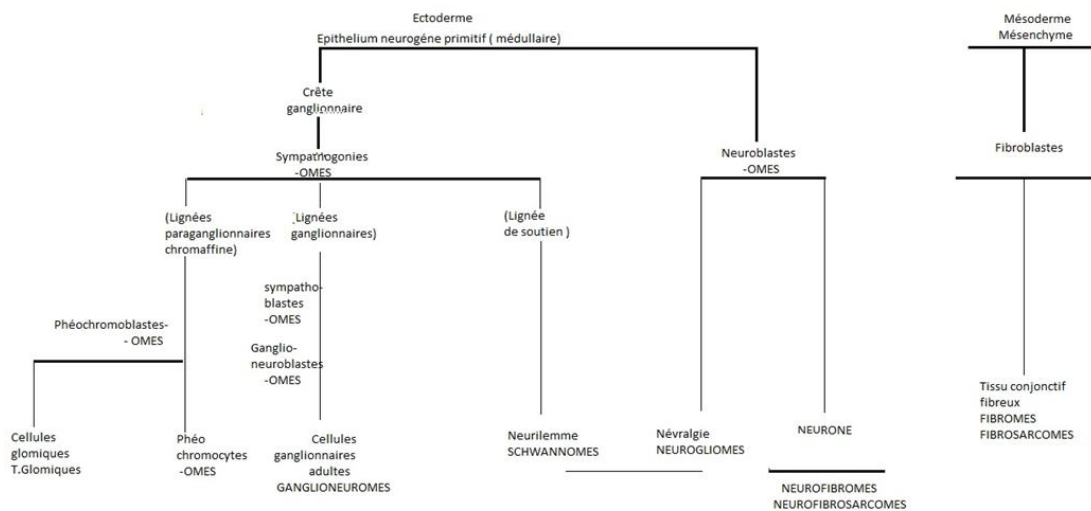 Ectoderme
Epithelium neurogéne primitif ( médullaire)
Mésoderme
Mésenchyme
Crête
ganglionnaire
Sympathogonies
-OMES
Neuroblastes
-OMES
Fibroblastes
(Lignées
paraganglionnaires
chromaffine)
(Lignées
ganglionnaires)
(Lignée
de soutien )
sympatho-
blastes
-OMES
Phéochromoblastes-
- OMES
Ganglio-
neuroblastes
-OMES
Cellules
glomiques
T.Glomiques
Phéo
chromocytes
-OMES
Cellules
ganglionnaires
adultes
GANGLIONEUROMES
Neurilemme
SCHWANNOMES
Névralgie
NEUROGLIOMES
NEURONE
NEUROFIBROMES
NEUROFIBROSARCOMES
Tissu conjonctif
fibreux
FIBROMES
FIBROSARCOMES